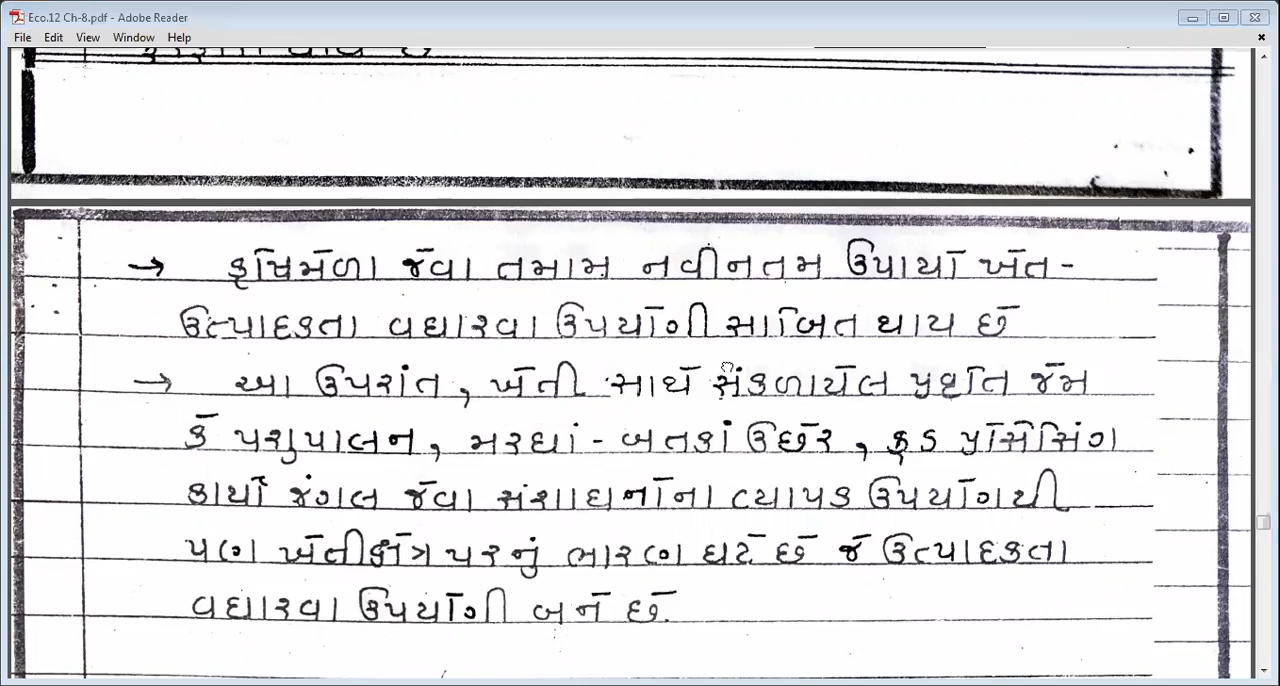 Eco.12 Ch-8.pdf - Adobe Reader
File Edit View Window Help
→ કૃષિમેળા જેવા તમામ નવીનતમ ઉપાયો ખેત-
ઉત્પાદકતા વધારવા ઉપયોગી સાબિત થાય છે
→ આ ઉપરાંત, ખેતી સાથે સંકળાયેલ પ્રવૃત્તિ જેમ
કે પશુપાલન, મરઘાં - બતકાં ઉછેર, ફૂડ પ્રોસેસિંગ
કાર્યો જંગલ જેવા સંશાધનોના વ્યાપક ઉપયોગથી
પણ ખેતીક્ષેત્ર પરનું ભારણ ઘટે છે જે ઉત્પાદકતા
વધારવા ઉપયોગી બને છે.